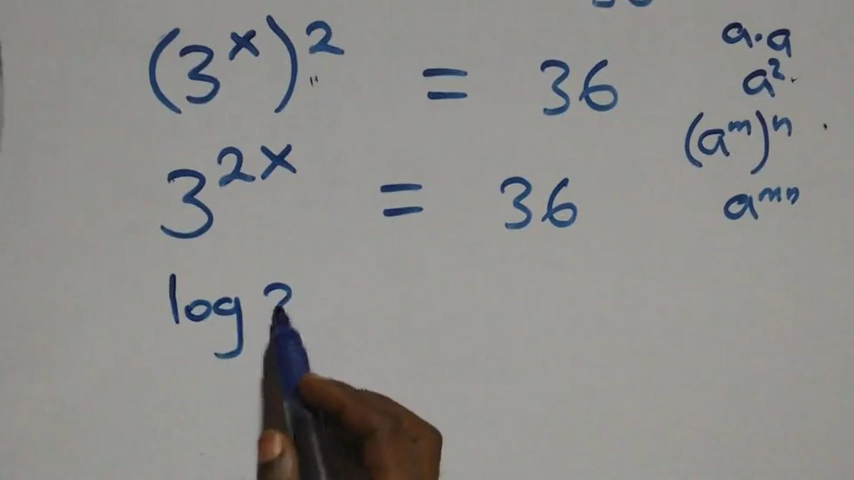 (3^x)^2 = 36
a·a
a^2
(a^m)^n
3^{2x} = 36
a^{mn}
log